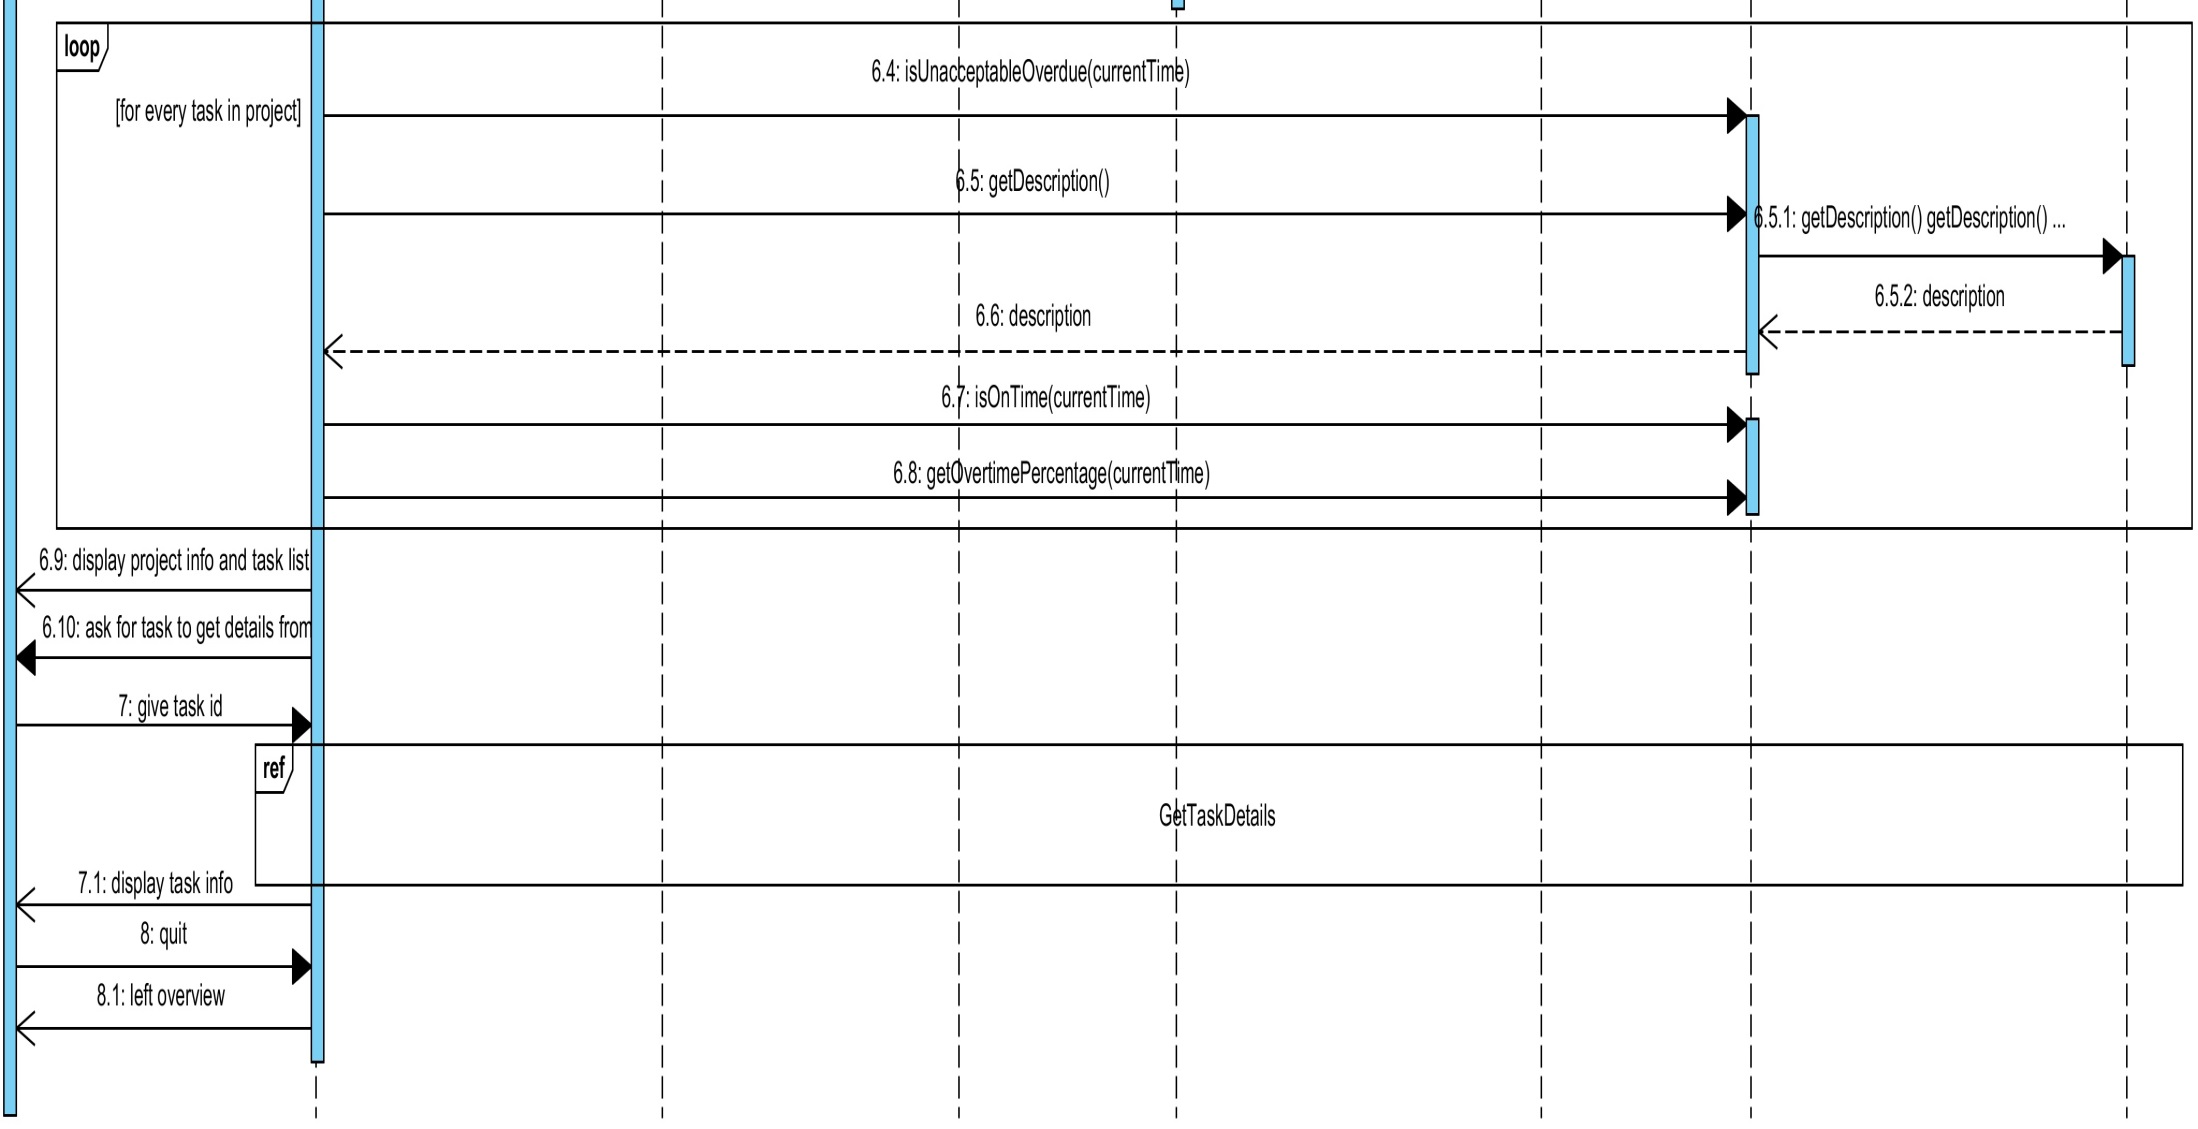 loop
6.4: isUnacceptableOverdue(currentTime)
[for every task in project]
6.5: getDescription()
6.5.1: getDescription() getDescription() ...
6.5.2: description
6.6: description
6.7: isOnTime(currentTime)
6.8: getOvertimePercentage(currentTime)
6.9: display project info and task list
6.10: ask for task to get details from
7: give task id
ref
GetTaskDetails
7.1: display task info
8: quit
8.1: left overview